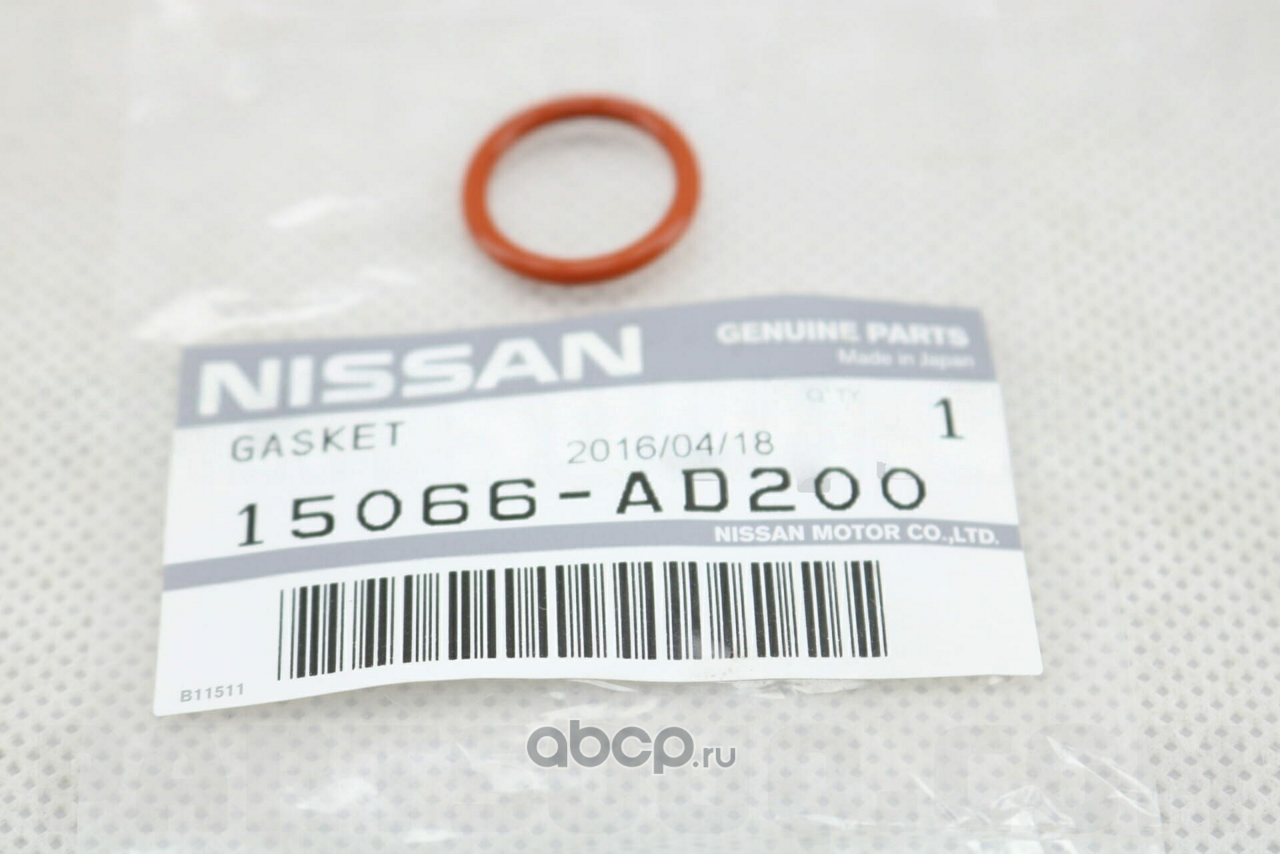 NISSAN GENUINE PARTS
Made in Japan
Q'TY
GASKET 2016/04/18 1
15066-AD200
NISSAN MOTOR CO.,LTD.
B11511
abcp.ru